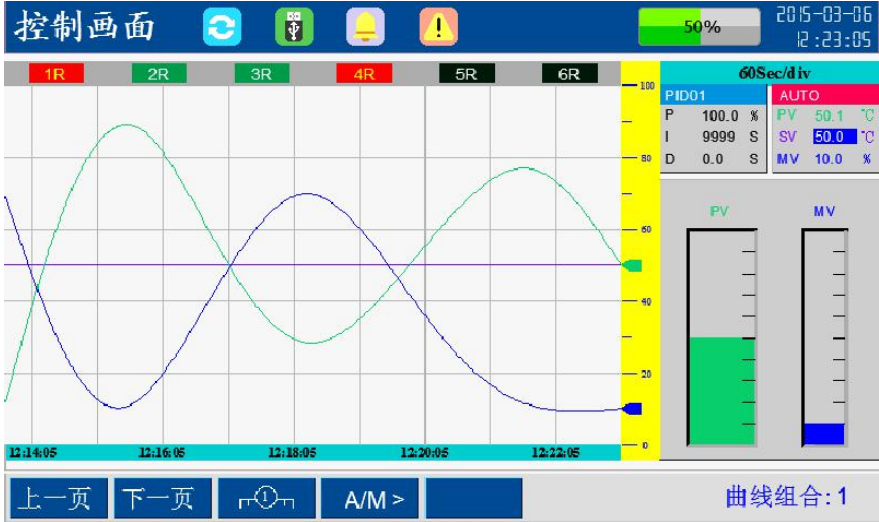 控制画面
50%
2015-03-06
12:23:05
1R 2R 3R 4R 5R 6R
100
80
60
40
20
0
12:14:05 12:16:05 12:18:05 12:20:05 12:22:05
60Sec/div
PID01
P 100.0 %
I 9999 S
D 0.0 S
AUTO
PV 50.1 ℃
SV 50.0 ℃
MV 10.0 %
PV
MV
上一页 下一页 1 A/M > 曲线组合:1